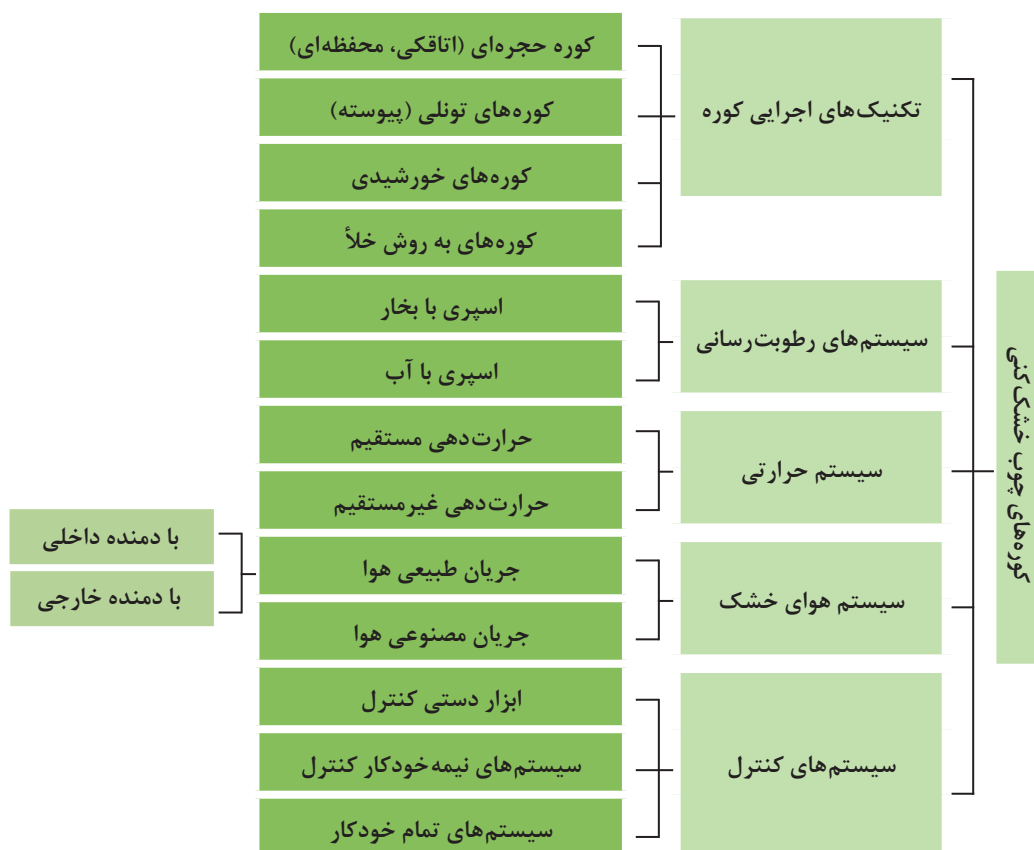 کوره‌های چوب خشک‌کنی
تکنیک‌های اجرایی کوره
کوره حجره‌ای (اتاقکی، محفظه‌ای)
کوره‌های تونلی (پیوسته)
کوره‌های خورشیدی
کوره‌های به روش خلأ
سیستم‌های رطوبت‌رسانی
اسپری با بخار
اسپری با آب
سیستم حرارتی
حرارت‌دهی مستقیم
حرارت‌دهی غیرمستقیم
سیستم هوای خشک
جریان طبیعی هوا
با دمنده داخلی
با دمنده خارجی
جریان مصنوعی هوا
سیستم‌های کنترل
ابزار دستی کنترل
سیستم‌های نیمه‌خودکار کنترل
سیستم‌های تمام خودکار